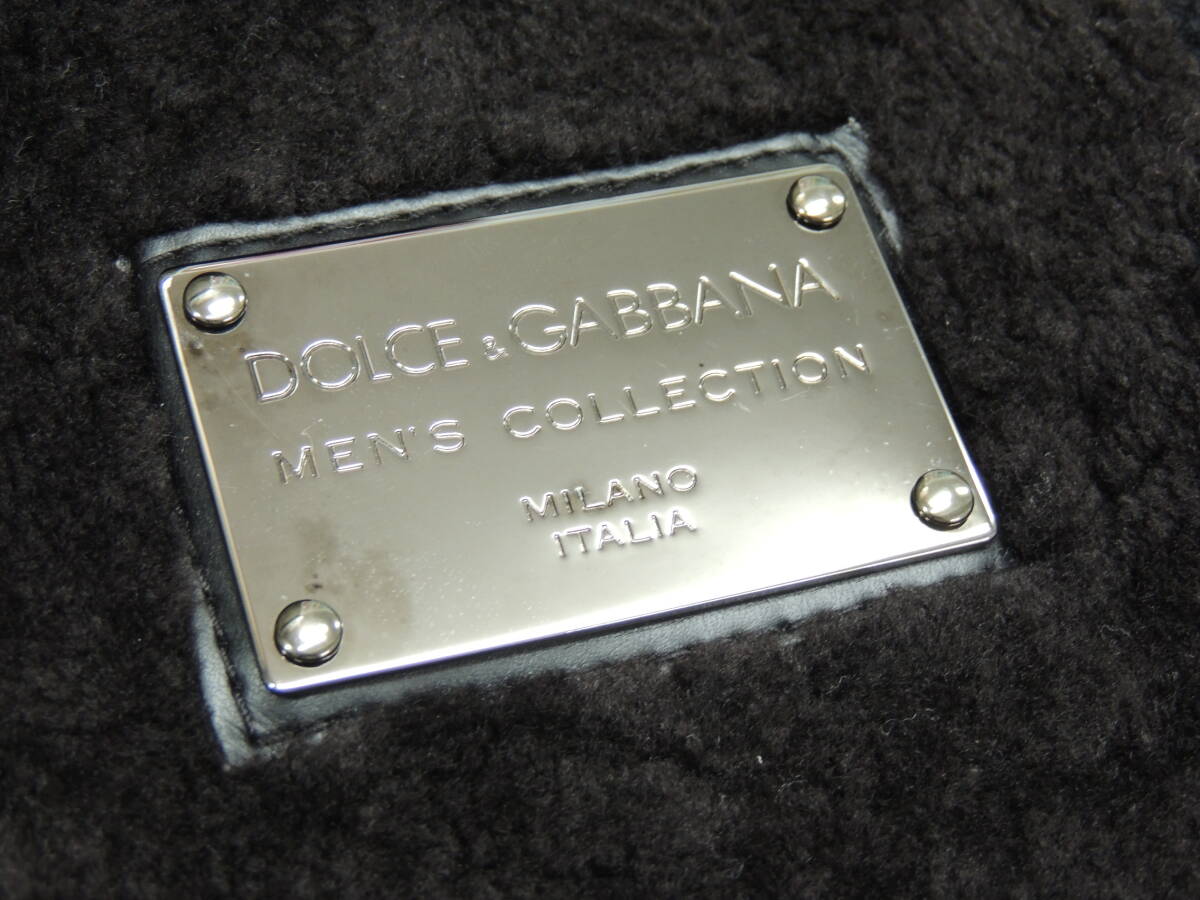 DOLCE & GABBANA
MEN'S COLLECTION
MILANO
ITALIA